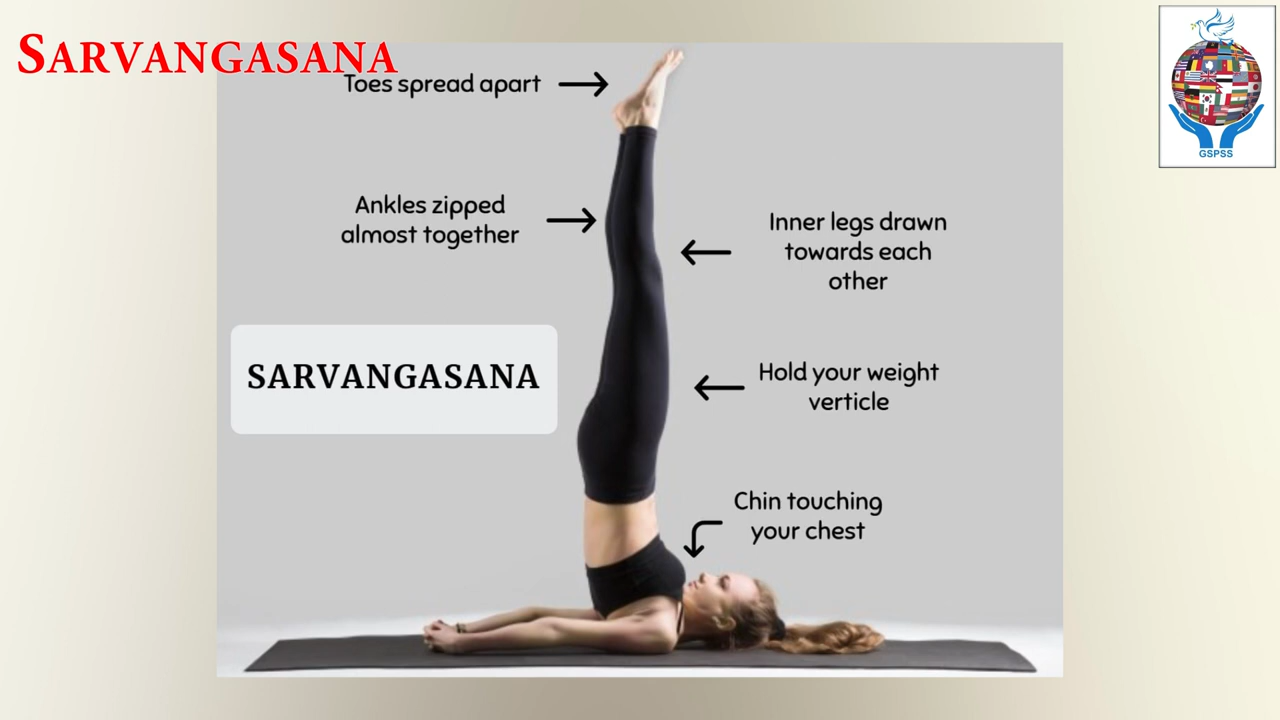 SARVANGASANA
Toes spread apart
Ankles zipped
almost together
Inner legs drawn
towards each
other
SARVANGASANA
Hold your weight
verticle
Chin touching
your chest
GSPSS